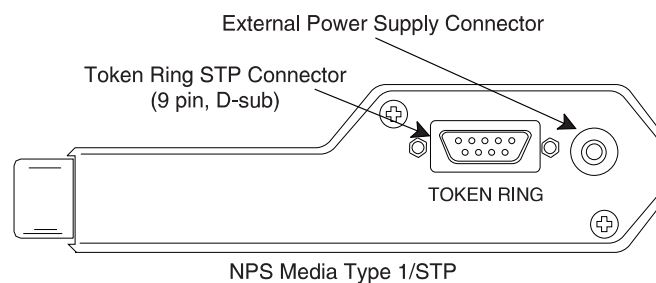 External Power Supply Connector
Token Ring STP Connector
(9 pin, D-sub)
TOKEN RING
NPS Media Type 1/STP